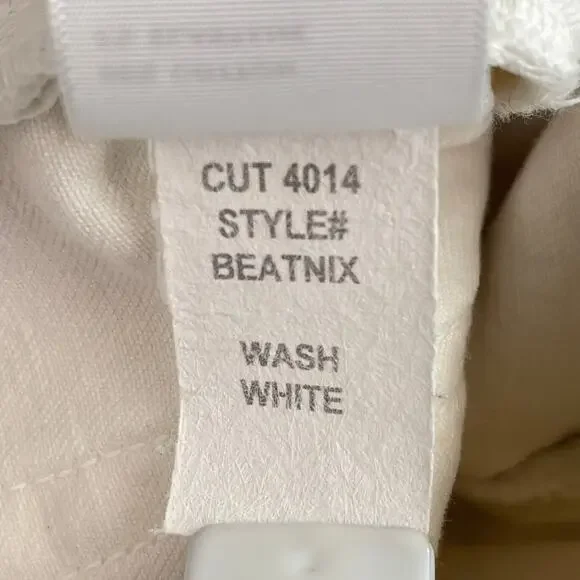 CUT 4014
STYLE#
BEATNIX
WASH
WHITE